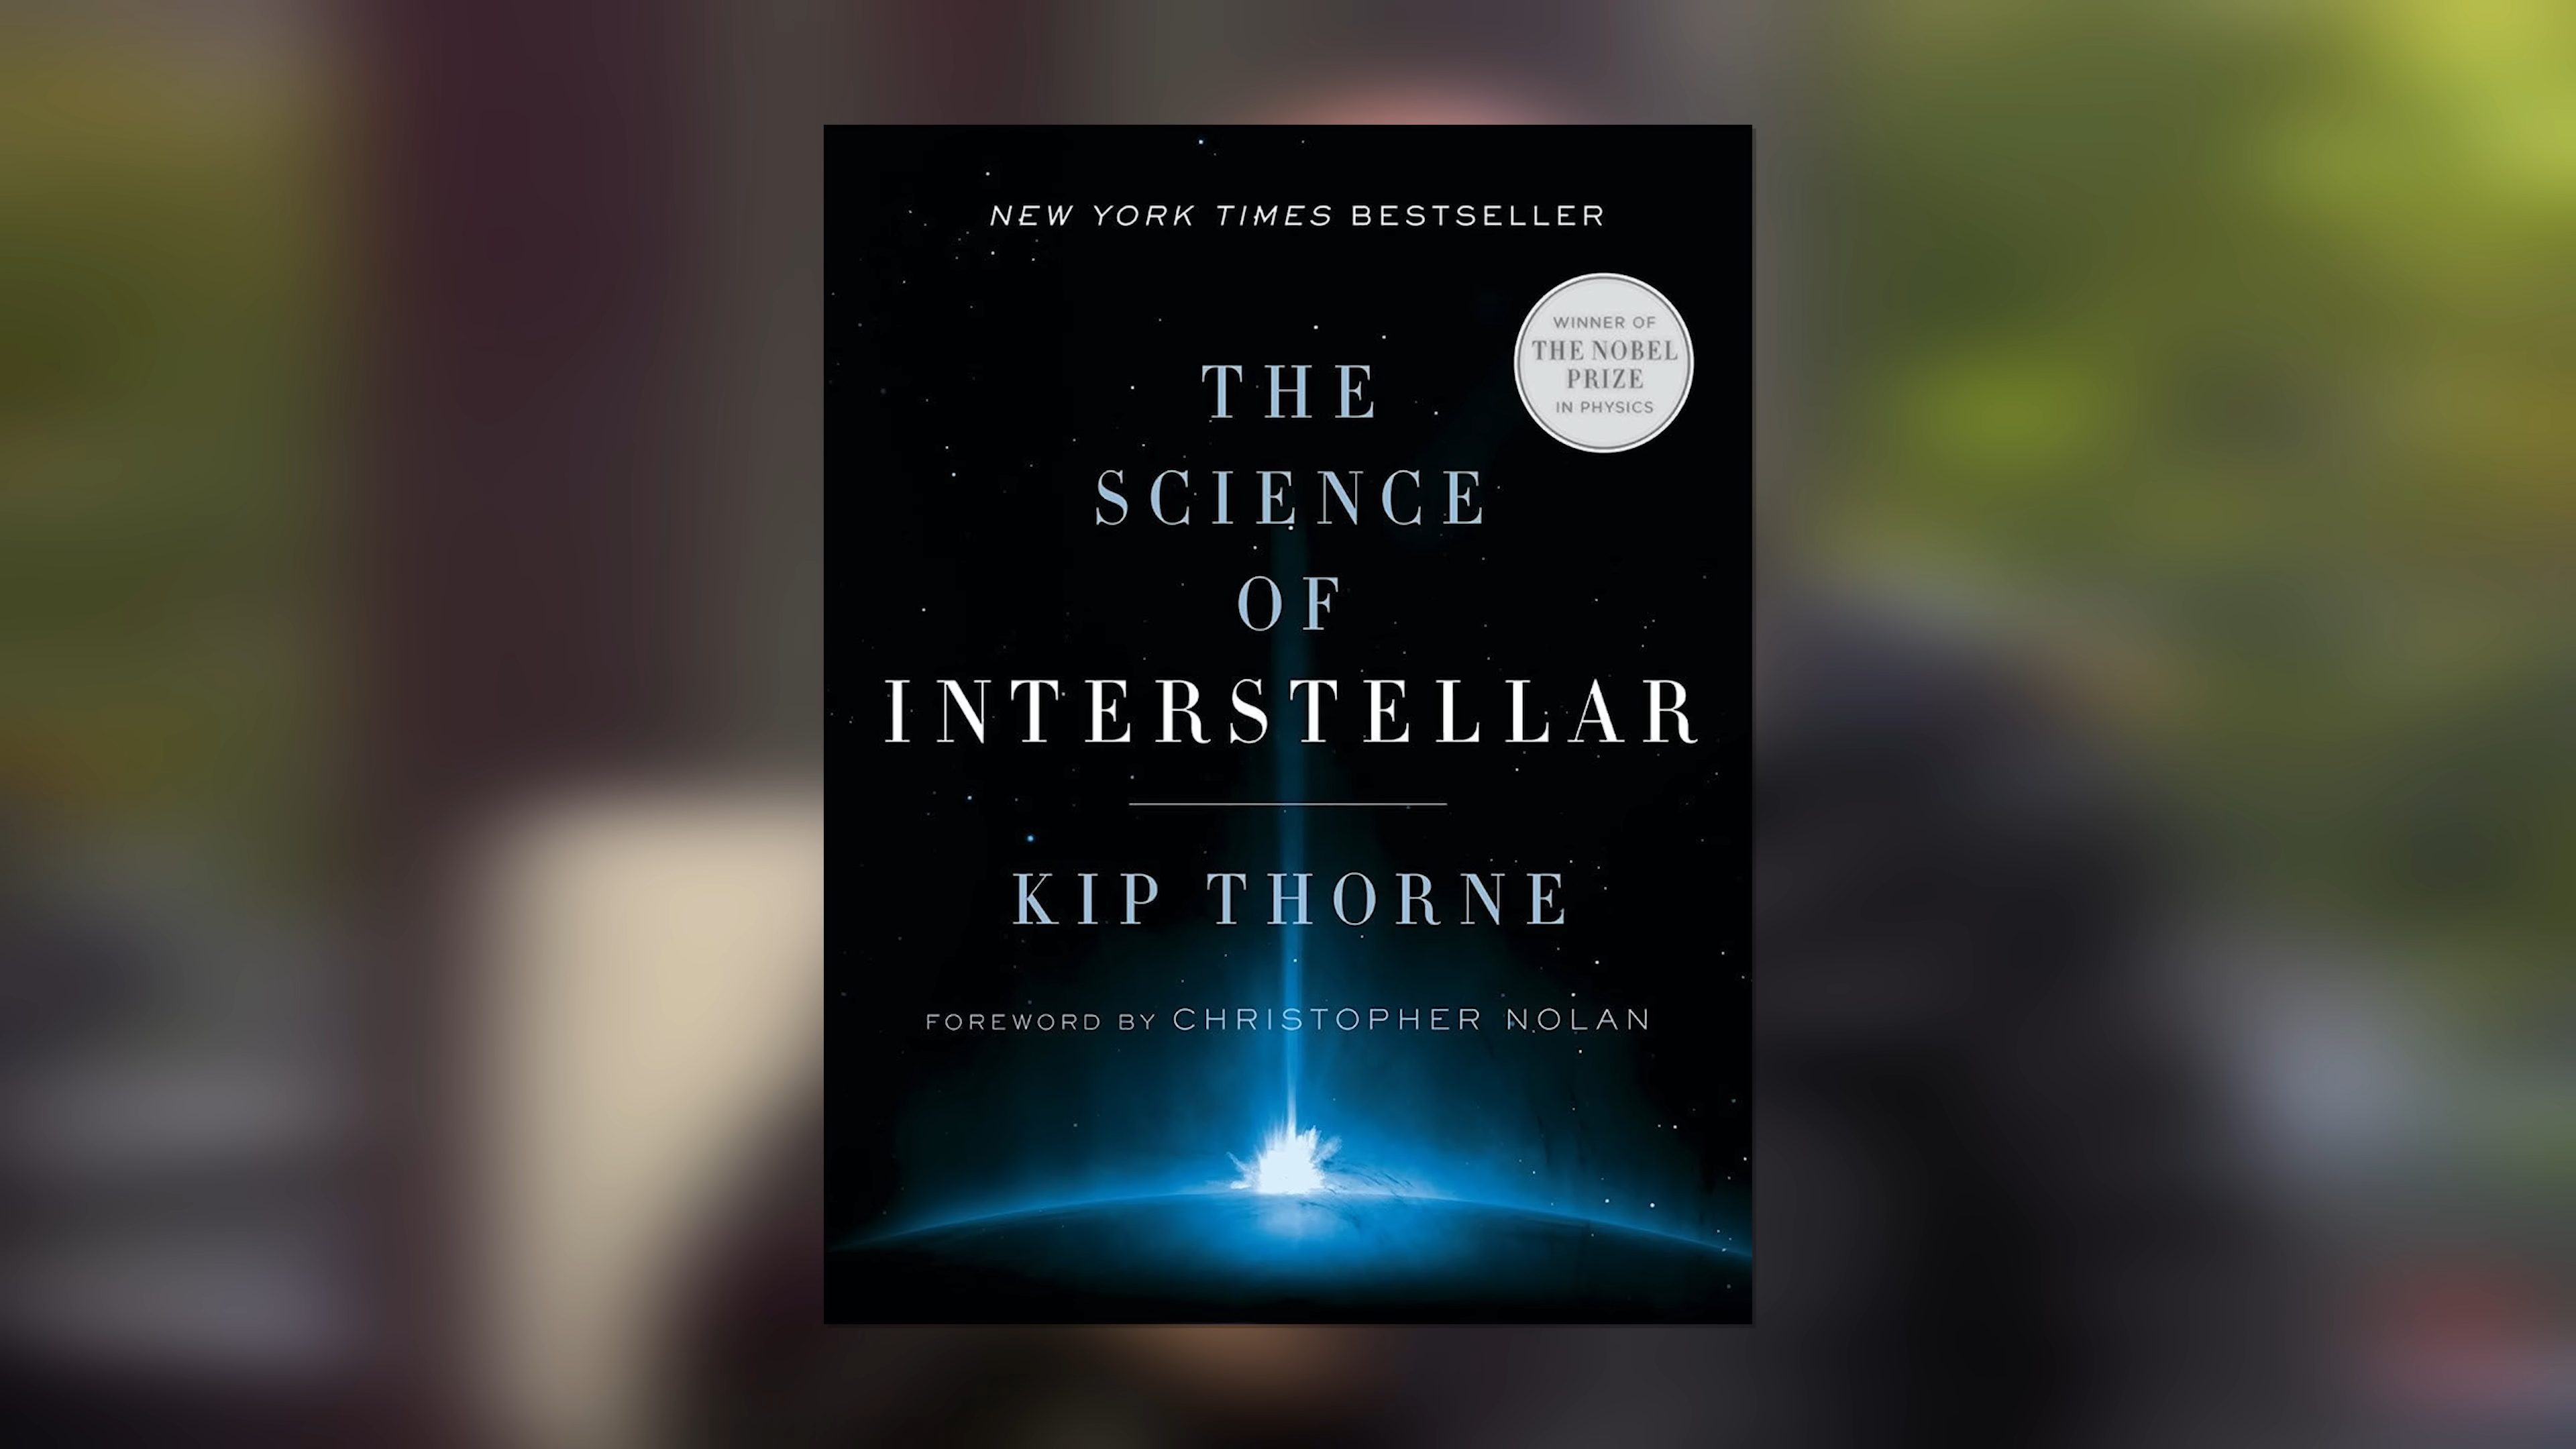 NEW YORK TIMES BESTSELLER
WINNER OF
THE NOBEL
PRIZE
IN PHYSICS
THE
SCIENCE
OF
INTERSTELLAR
KIP THORNE
FOREWORD BY CHRISTOPHER NOLAN